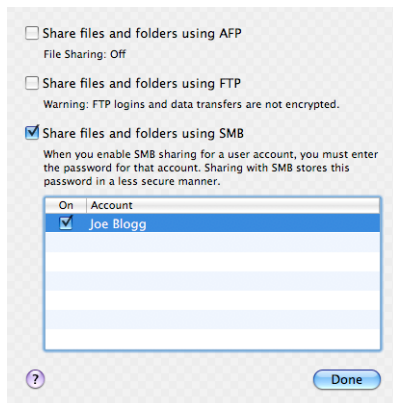 Share files and folders using AFP
File Sharing: Off
Share files and folders using FTP
Warning: FTP logins and data transfers are not encrypted.
Share files and folders using SMB
When you enable SMB sharing for a user account, you must enter
the password for that account. Sharing with SMB stores this
password in a less secure manner.
On Account
Joe Blogg
? Done